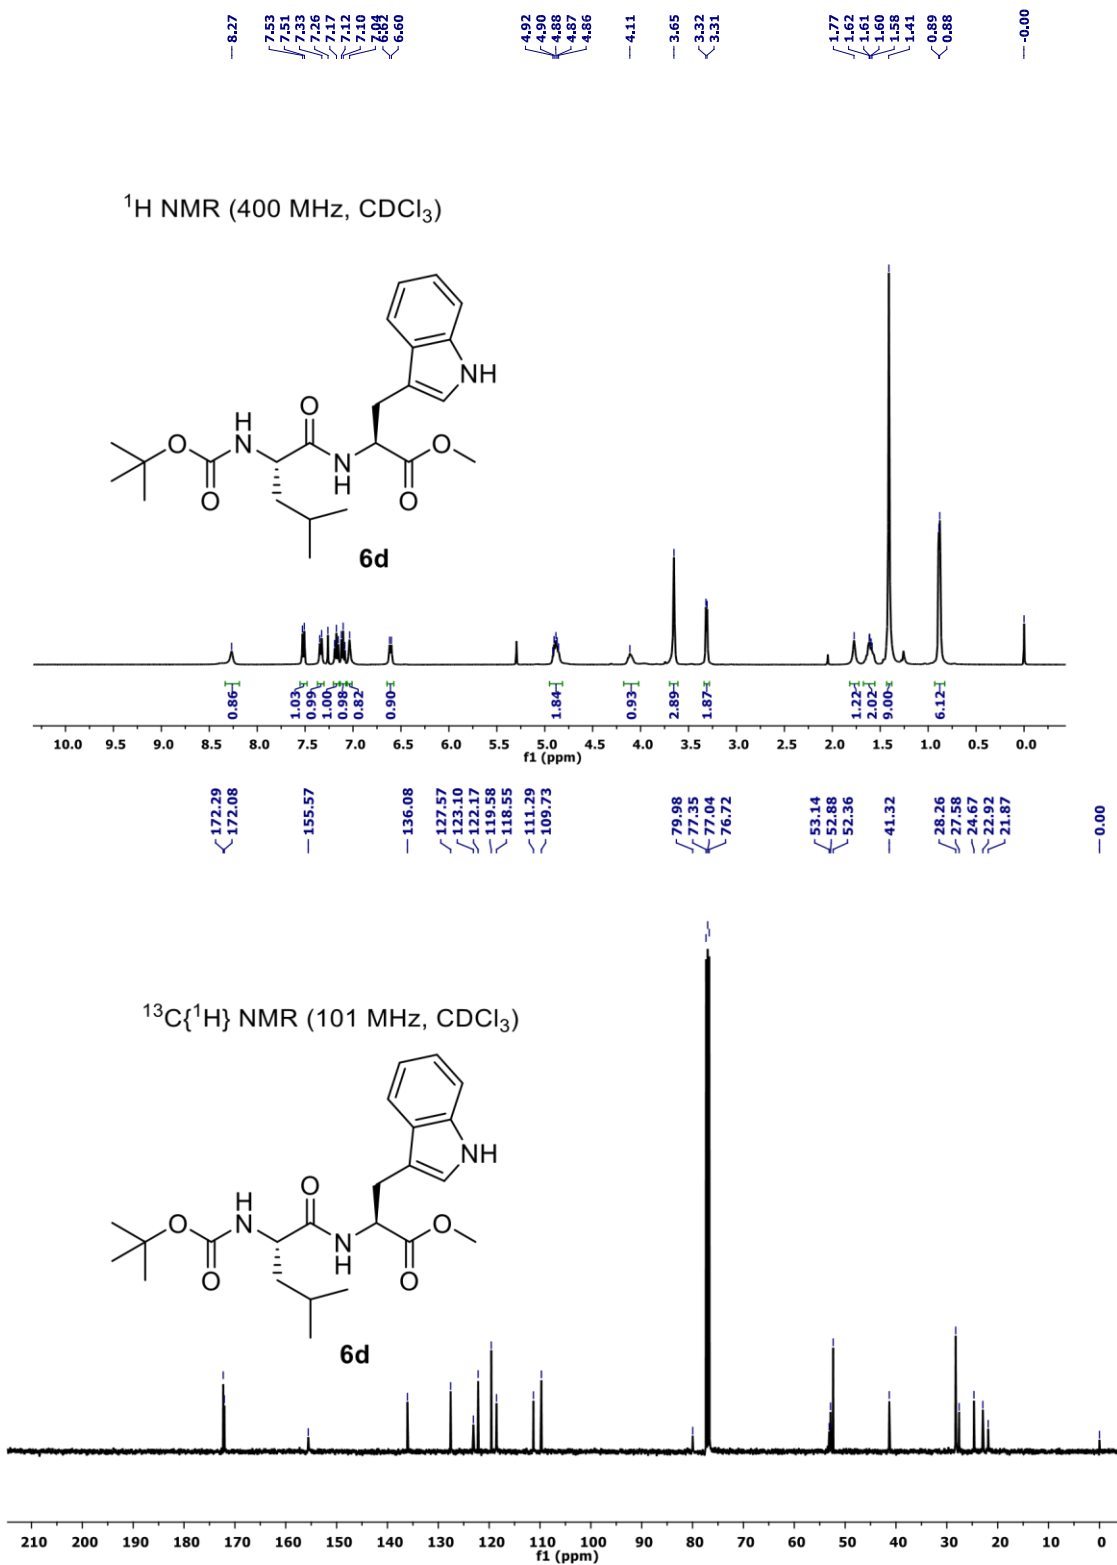 8.27 7.53 7.51 7.33 7.26 7.17 7.12 7.10 7.04 6.62 6.60 4.92 4.90 4.88 4.87 4.86 4.11 3.65 3.32 3.31 1.77 1.62 1.61 1.60 1.58 1.41 0.89 0.88 -0.00
¹H NMR (400 MHz, CDCl₃)
NH
H
O
O
N
O
N
O
H
O
6d
0.86 1.03 0.99 1.00 0.98 0.82 0.90 1.84 0.93 2.89 1.87 1.22 2.02 9.00 6.12
10.0 9.5 9.0 8.5 8.0 7.5 7.0 6.5 6.0 5.5 5.0 4.5 4.0 3.5 3.0 2.5 2.0 1.5 1.0 0.5 0.0
f1 (ppm)
172.29 172.08 155.57 136.08 127.57 123.10 122.17 119.58 118.55 111.29 109.73 79.98 77.35 77.04 76.72 53.14 52.88 52.36 41.32 28.26 27.58 24.67 22.92 21.87 0.00
¹³C{¹H} NMR (101 MHz, CDCl₃)
NH
H
O
O
N
O
N
O
H
O
6d
210 200 190 180 170 160 150 140 130 120 110 100 90 80 70 60 50 40 30 20 10 0
f1 (ppm)